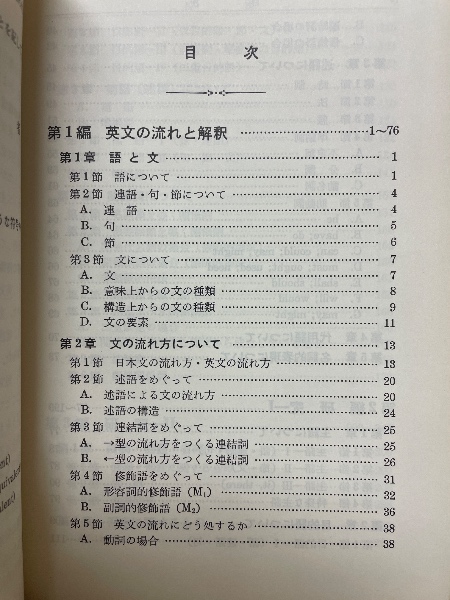 目次
第1編 英文の流れと解釈 ……………………… 1~76
第1章 語と文 ……………………… 1
第1節 語について ……………………… 1
第2節 連語・句・節について ……………………… 4
A. 連語 ……………………… 4
B. 句 ……………………… 5
C. 節 ……………………… 6
第3節 文について ……………………… 7
A. 文 ……………………… 7
B. 意味上からの文の種類 ……………………… 8
C. 構造上からの文の種類 ……………………… 9
D. 文の要素 ……………………… 11
第2章 文の流れ方について ……………………… 13
第1節 日本文の流れ方・英文の流れ方 ……………………… 13
第2節 述語をめぐって ……………………… 20
A. 述語による文の流れ方 ……………………… 20
B. 述語の構造 ……………………… 24
第3節 連結詞をめぐって ……………………… 25
A. →型の流れ方をつくる連結詞 ……………………… 25
B. ←型の流れ方をつくる連結詞 ……………………… 26
第4節 修飾語をめぐって ……………………… 31
A. 形容詞的修飾語 (M₁) ……………………… 32
B. 副詞的修飾語 (M₂) ……………………… 36
第5節 英文の流れにどう処するか ……………………… 38
A. 動詞の場合 ……………………… 38